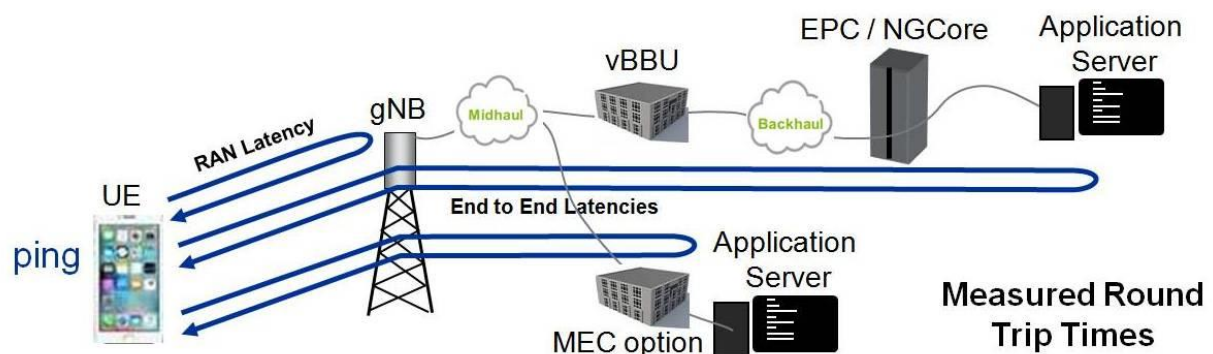 EPC / NGCore
Application
Server
vBBU
gNB
Midhaul
Backhaul
RAN Latency
UE
End to End Latencies
ping
Application
Server
MEC option
Measured Round
Trip Times